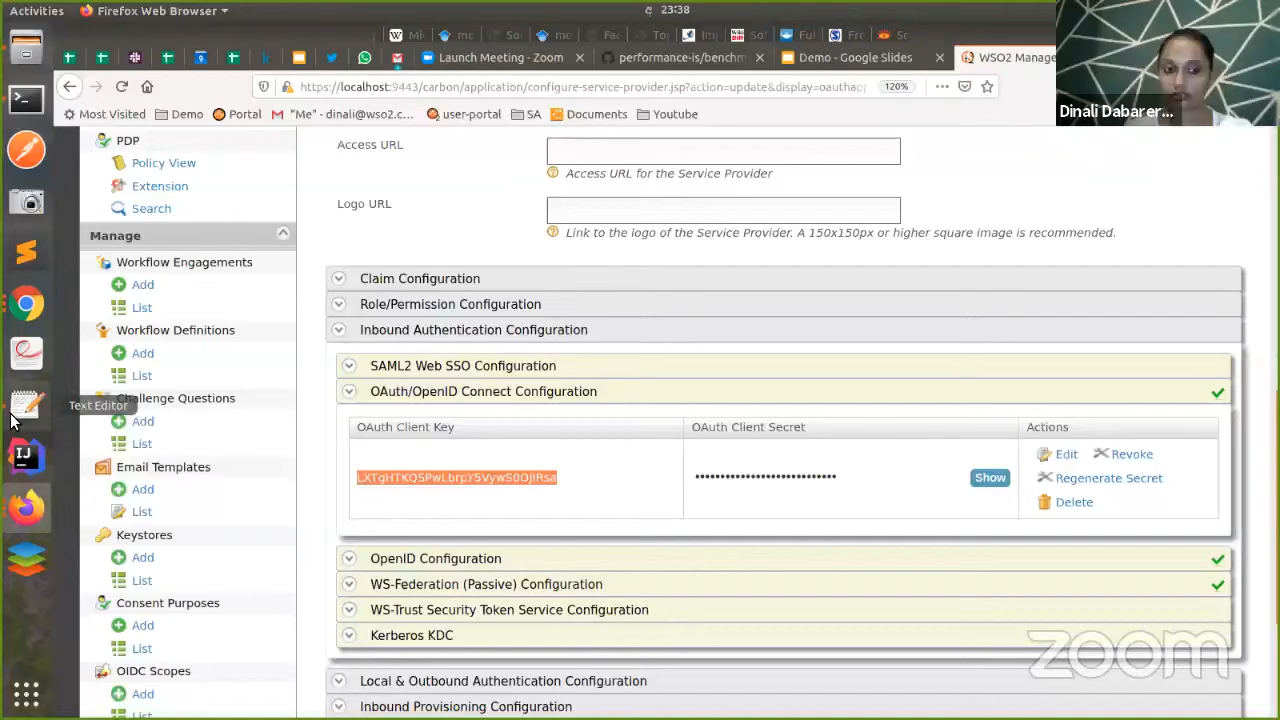 Activities Firefox Web Browser 23:38
Launch Meeting - Zoom performance-is/benchm Demo - Google Slides WSO2 Manage
https://localhost:9443/carbon/application/configure-service-provider.jsp?action=update&display=oauthapp 120%
Most Visited Demo Portal "Me" - dinali@wso2.c... user-portal SA Documents Youtube
Dinali Dabarer...
PDP
Policy View
Extension
Search
Manage
Workflow Engagements
Add
List
Workflow Definitions
Add
List
Challenge Questions
Text Editor
Add
List
Email Templates
Add
List
Keystores
Add
List
Consent Purposes
Add
List
OIDC Scopes
Add
List
Access URL
Access URL for the Service Provider
Logo URL
Link to the logo of the Service Provider. A 150x150px or higher square image is recommended.
Claim Configuration
Role/Permission Configuration
Inbound Authentication Configuration
SAML2 Web SSO Configuration
OAuth/OpenID Connect Configuration
OAuth Client Key OAuth Client Secret Actions
Show
Edit Revoke
Regenerate Secret
Delete
OpenID Configuration
WS-Federation (Passive) Configuration
WS-Trust Security Token Service Configuration
Kerberos KDC
Local & Outbound Authentication Configuration
Inbound Provisioning Configuration
zoom